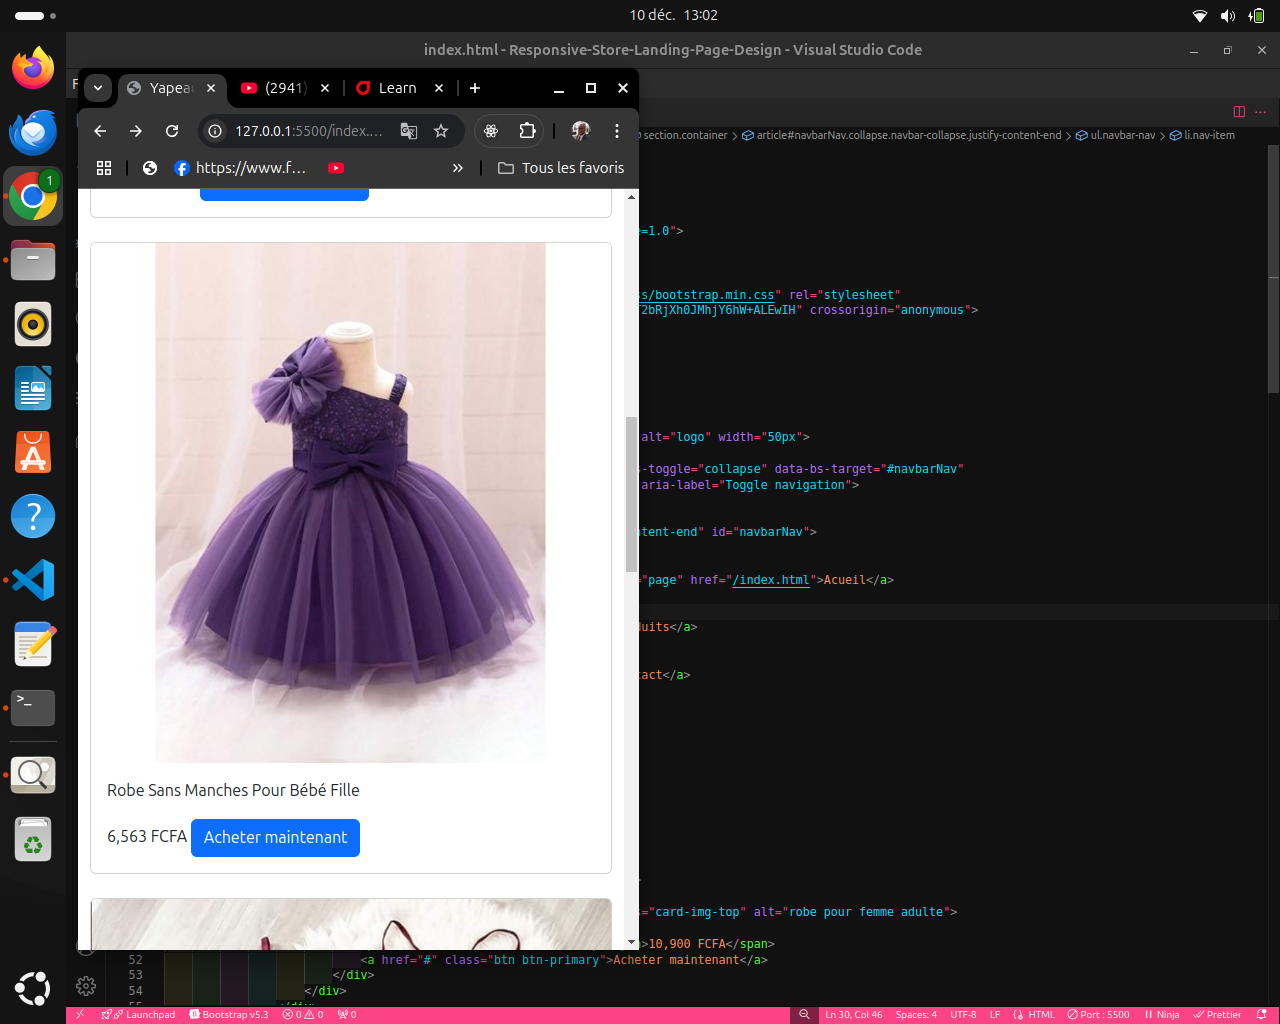 10 déc. 13:02
index.html - Responsive-Store-Landing-Page-Design - Visual Studio Code
F
Yapea
(2941)
Learn
127.0.0.1:5500/index....
section.container > article#navbarNav.collapse.navbar-collapse.justify-content-end > ul.navbar-nav > li.nav-item
https://www.f...
» Tous les favoris
1
=1.0">
s/bootstrap.min.css" rel="stylesheet"
T2bRjXh0JMhjY6hW+ALEwIH" crossorigin="anonymous">
alt="logo" width="50px">
s-toggle="collapse" data-bs-target="#navbarNav"
aria-label="Toggle navigation">
ntent-end" id="navbarNav">
="page" href="/index.html">Acueil</a>
duits</a>
tact</a>
Robe Sans Manches Pour Bébé Fille
6,563 FCFA Acheter maintenant
>
s="card-img-top" alt="robe pour femme adulte">
>10,900 FCFA</span>
52 <a href="#" class="btn btn-primary">Acheter maintenant</a>
53 </div>
54 </div>
Launchpad Bootstrap v5.3 0 0 0 Ln 30, Col 46 Spaces: 4 UTF-8 LF HTML Port : 5500 Ninja Prettier